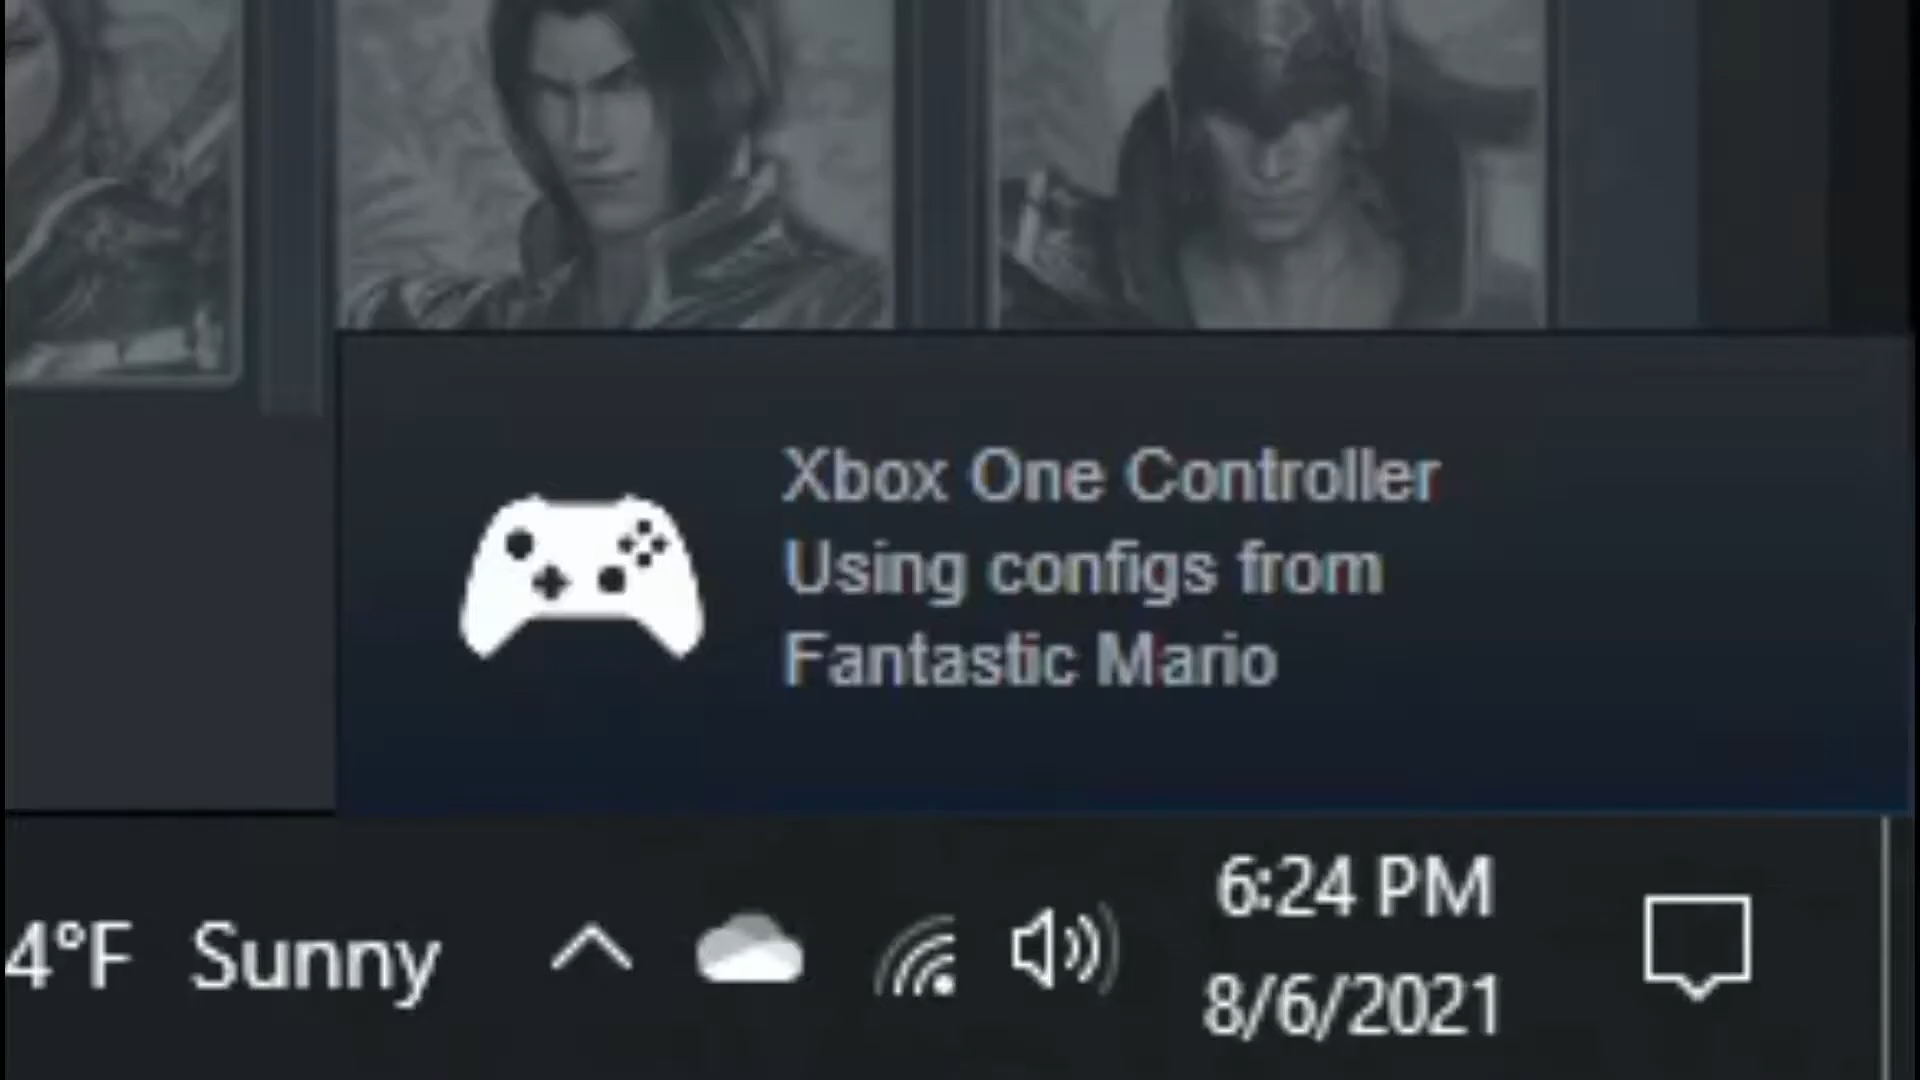 Xbox One Controller
Using configs from
Fantastic Mario
4°F Sunny
6:24 PM
8/6/2021